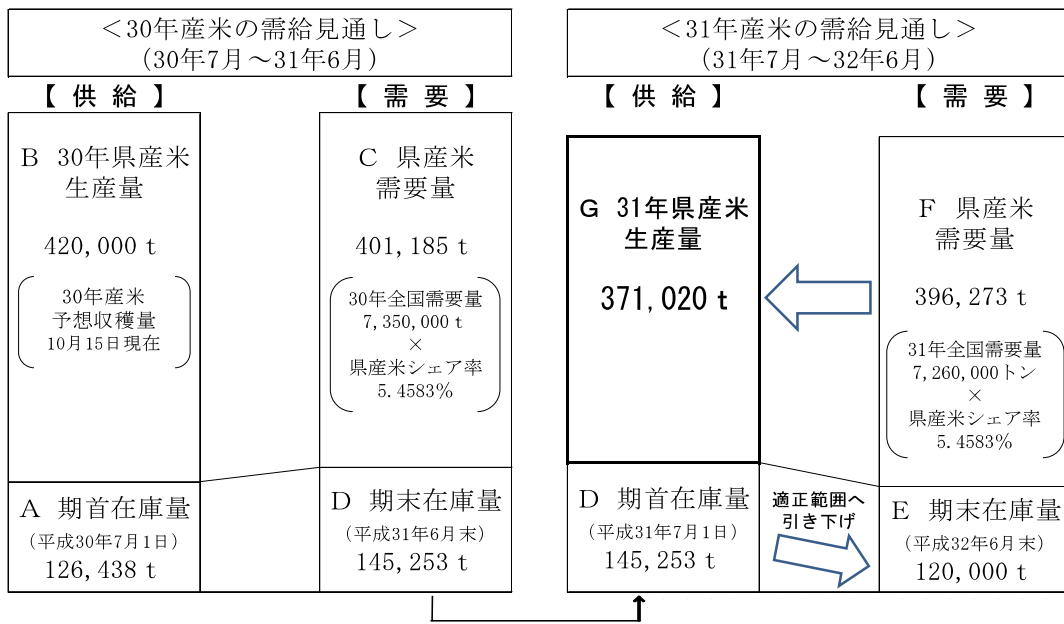 ＜30年産米の需給見通し＞
（30年7月～31年6月）
【 供 給 】
【 需 要 】
B 30年県産米
生産量
420,000 t
30年産米
予想収穫量
10月15日現在
C 県産米
需要量
401,185 t
30年全国需要量
7,350,000 t
×
県産米シェア率
5.4583%
A 期首在庫量
（平成30年7月1日）
126,438 t
D 期末在庫量
（平成31年6月末）
145,253 t
＜31年産米の需給見通し＞
（31年7月～32年6月）
【 供 給 】
【 需 要 】
G 31年県産米
生産量
371,020 t
F 県産米
需要量
396,273 t
31年全国需要量
7,260,000トン
×
県産米シェア率
5.4583%
D 期首在庫量
（平成31年7月1日）
145,253 t
適正範囲へ
引き下げ
E 期末在庫量
（平成32年6月末）
120,000 t